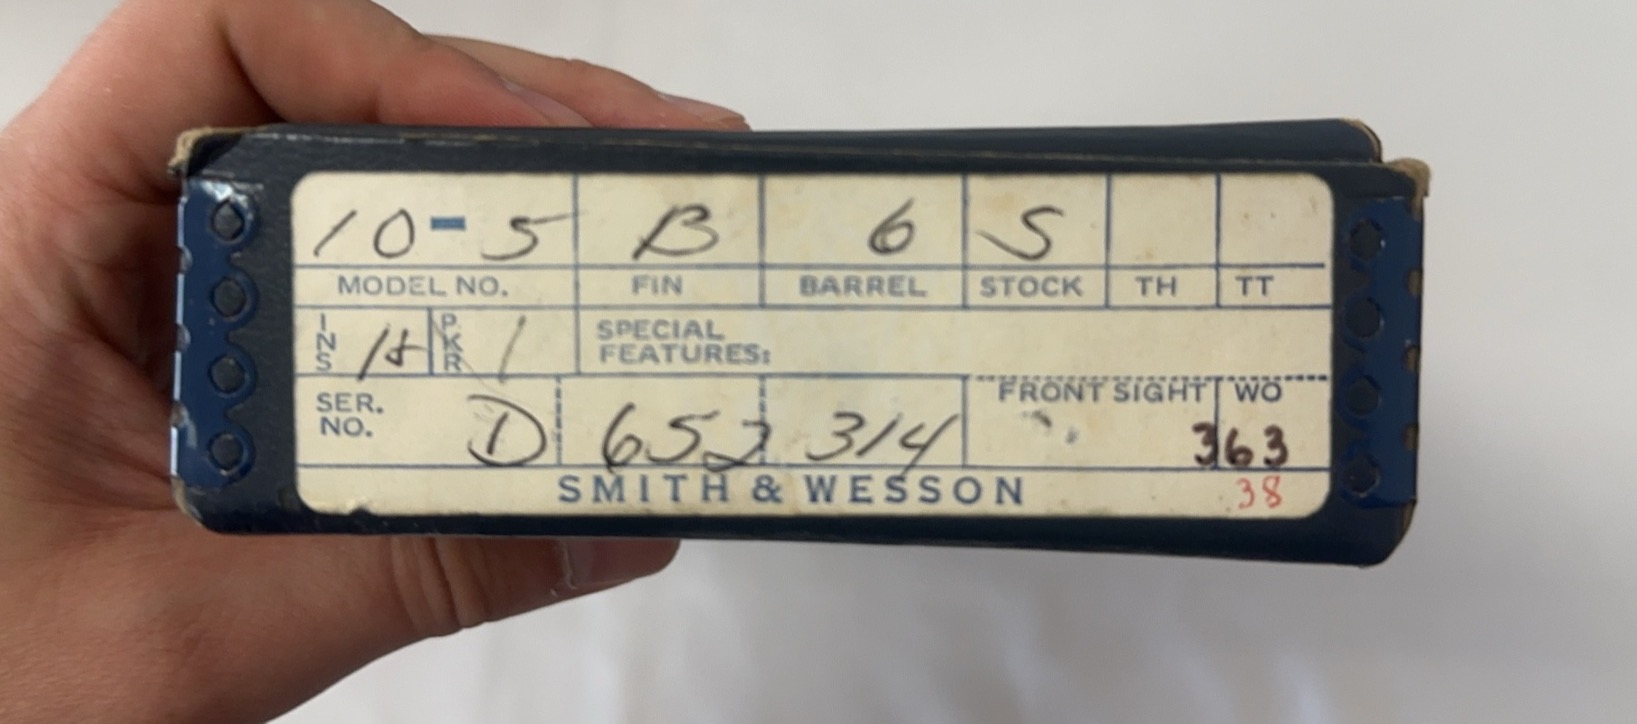 10-5 B 6 S
MODEL NO. FIN BARREL STOCK TH TT
INS PKR 1 SPECIAL
FEATURES:
FRONT SIGHT WO
SER.
NO. D 652 314 363
SMITH & WESSON 38